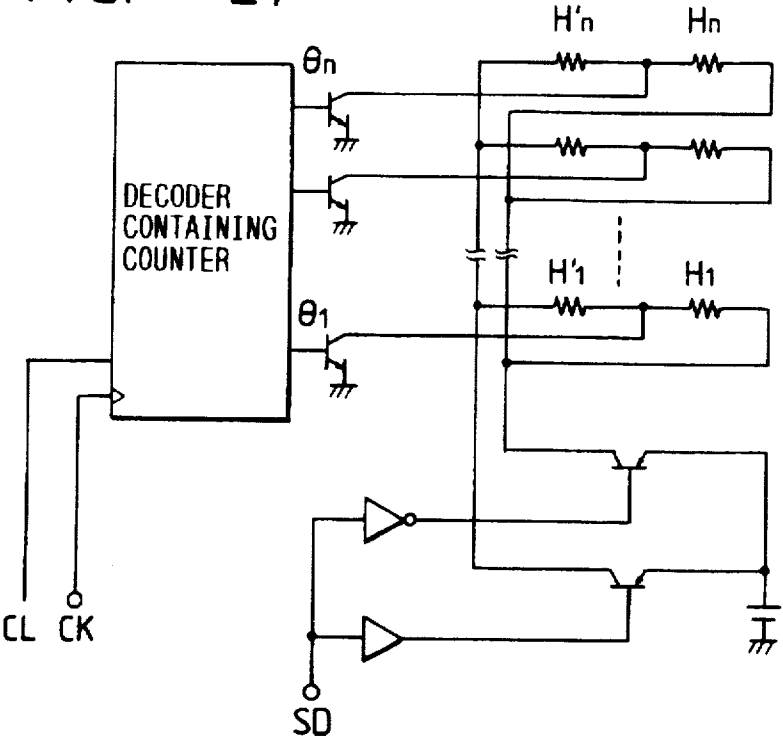 H'n
Hn
θn
DECODER
CONTAINING
COUNTER
H'1
H1
θ1
CL
CK
SD